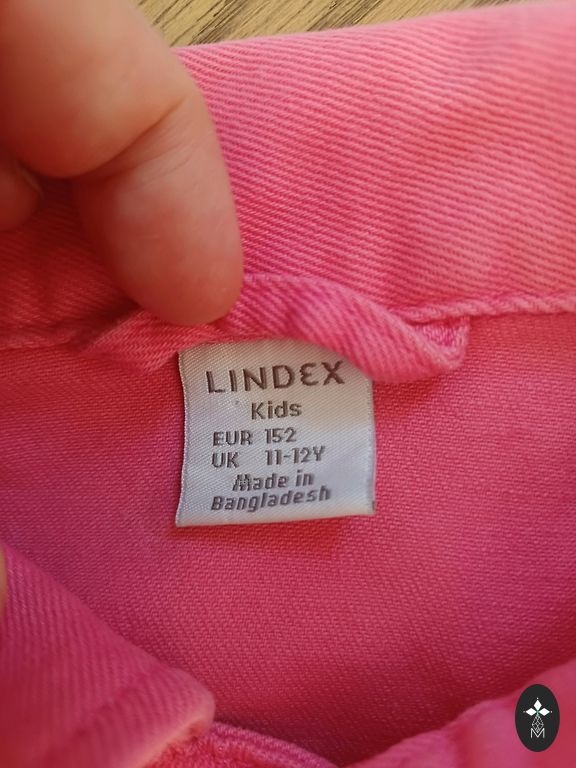 LINDEX
Kids
EUR 152
UK 11-12Y
Made in
Bangladesh